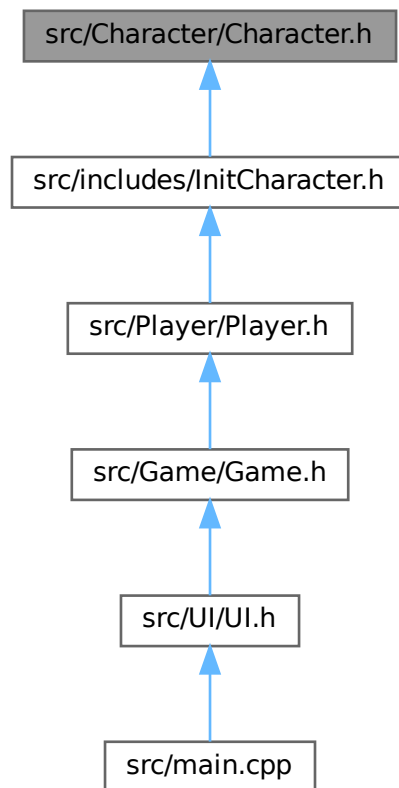 src/Character/Character.h
src/includes/InitCharacter.h
src/Player/Player.h
src/Game/Game.h
src/UI/UI.h
src/main.cpp